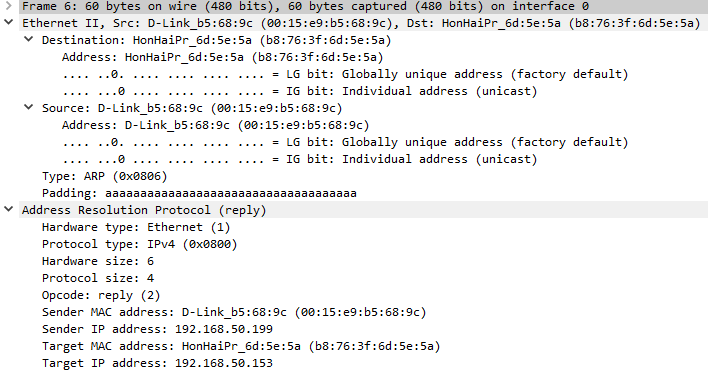 Frame 6: 60 bytes on wire (480 bits), 60 bytes captured (480 bits) on interface 0
Ethernet II, Src: D-Link_b5:68:9c (00:15:e9:b5:68:9c), Dst: HonHaiPr_6d:5e:5a (b8:76:3f:6d:5e:5a)
Destination: HonHaiPr_6d:5e:5a (b8:76:3f:6d:5e:5a)
Address: HonHaiPr_6d:5e:5a (b8:76:3f:6d:5e:5a)
.... ..0. .... .... .... .... = LG bit: Globally unique address (factory default)
.... ...0 .... .... .... .... = IG bit: Individual address (unicast)
Source: D-Link_b5:68:9c (00:15:e9:b5:68:9c)
Address: D-Link_b5:68:9c (00:15:e9:b5:68:9c)
.... ..0. .... .... .... .... = LG bit: Globally unique address (factory default)
.... ...0 .... .... .... .... = IG bit: Individual address (unicast)
Type: ARP (0x0806)
Padding: aaaaaaaaaaaaaaaaaaaaaaaaaaaaaaaaaaaa
Address Resolution Protocol (reply)
Hardware type: Ethernet (1)
Protocol type: IPv4 (0x0800)
Hardware size: 6
Protocol size: 4
Opcode: reply (2)
Sender MAC address: D-Link_b5:68:9c (00:15:e9:b5:68:9c)
Sender IP address: 192.168.50.199
Target MAC address: HonHaiPr_6d:5e:5a (b8:76:3f:6d:5e:5a)
Target IP address: 192.168.50.153